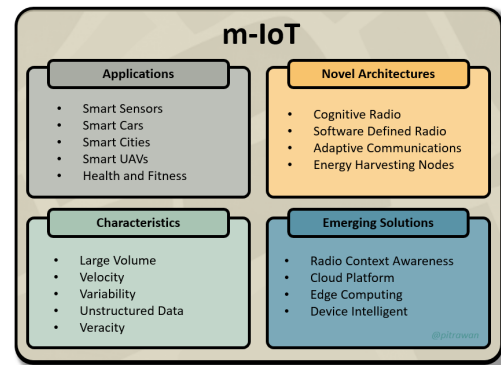 m-IoT
Applications
• Smart Sensors
• Smart Cars
• Smart Cities
• Smart UAVs
• Health and Fitness
Novel Architectures
• Cognitive Radio
• Software Defined Radio
• Adaptive Communications
• Energy Harvesting Nodes
Characteristics
• Large Volume
• Velocity
• Variability
• Unstructured Data
• Veracity
Emerging Solutions
• Radio Context Awareness
• Cloud Platform
• Edge Computing
• Device Intelligent
@pitrawan